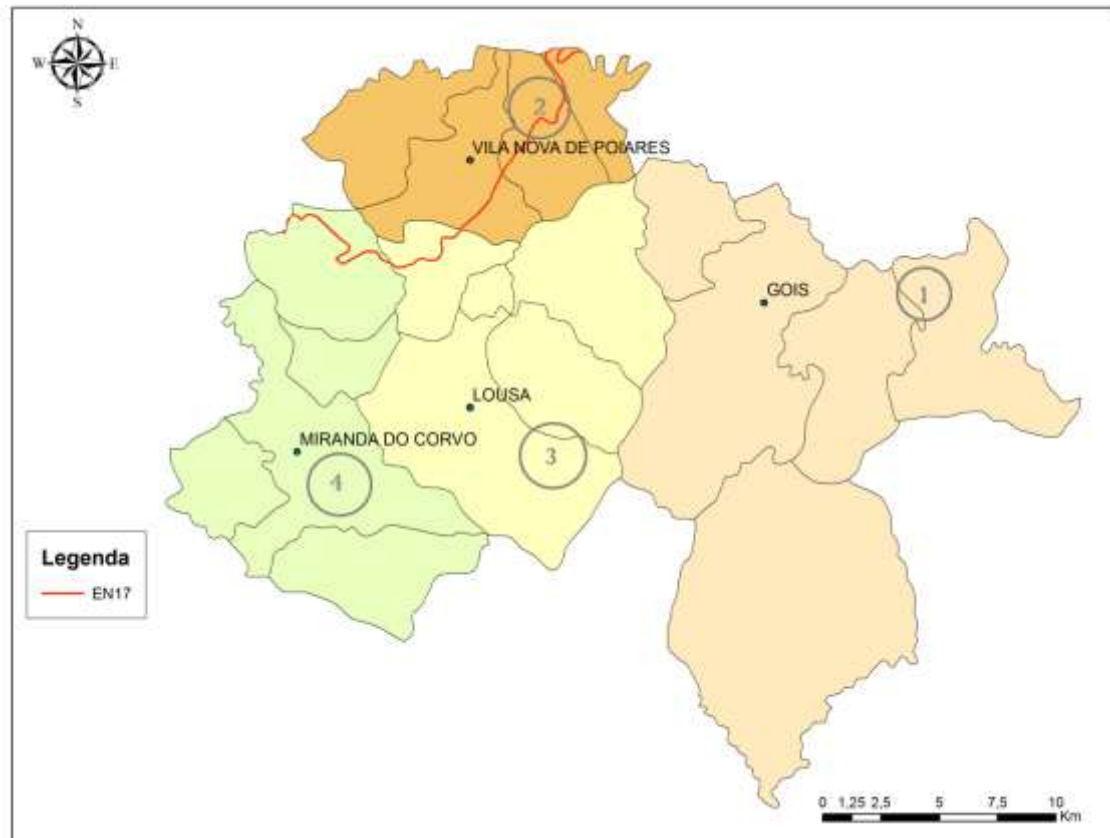 N
W E
S
2
VILA NOVA DE POIARES
GOIS
1
LOUSA
MIRANDA DO CORVO
3
4
Legenda
EN17
0 1,25 2,5 5 7,5 10
Km